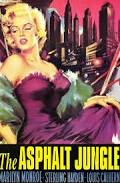 The ASPHALT JUNGLE
MARILYN MONROE · STERLING HAYDEN · LOUIS CALHERN